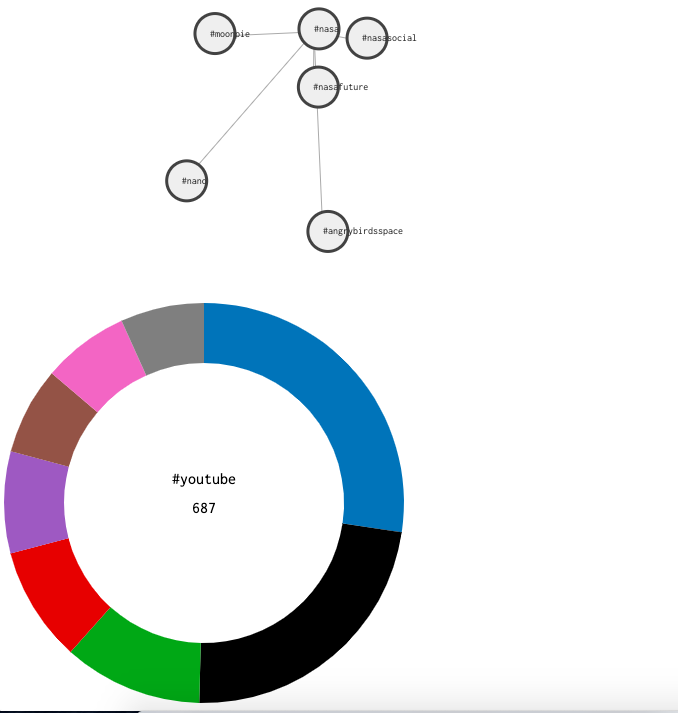 #nasa
#moonpie
#nasasocial
#nasafuture
#nano
#angrybirdsspace
#youtube
687